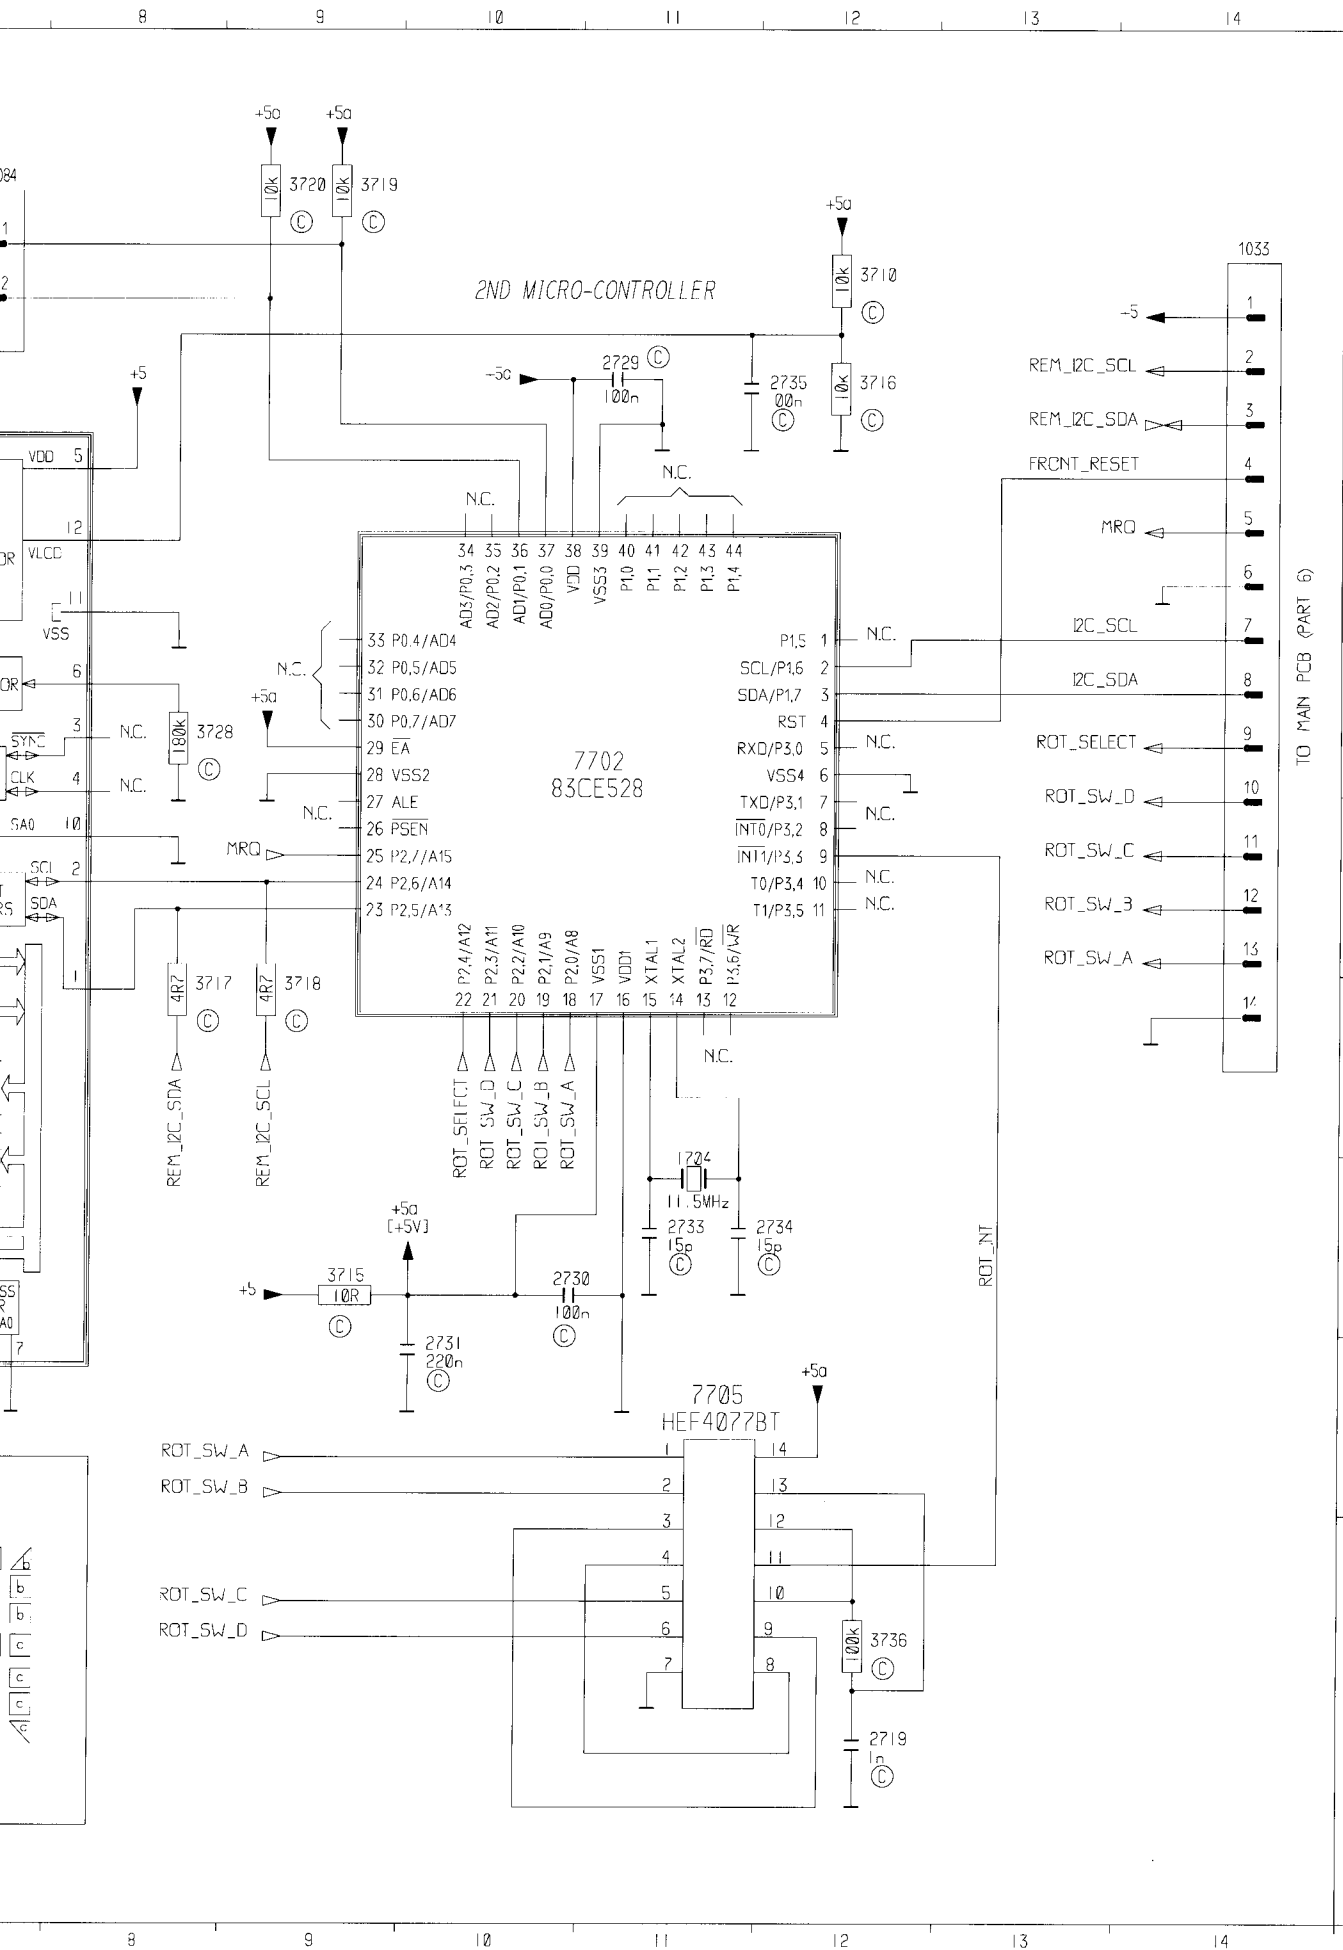 8 9 10 11 12 13 14
+5a +5a
084
10k 3720 10k 3719
C C
+5a
1
1033
2
2ND MICRO-CONTROLLER
10k 3710
C
+5
1
2729 C
100n
REM_I2C_SCL 2
+5
2735
00n
C
10k 3716
C
REM_I2C_SDA 3
VDD 5
N.C.
FRONT_RESET 4
N.C.
12
VLCD
OR
MRQ 5
34 35 36 37 38 39 40 41 42 43 44
AD3/P0,3
AD2/P0,2
AD1/P0,1
AD0/P0,0
VDD
VSS3
P1,0
P1,1
P1,2
P1,3
P1,4
6
TO MAIN PCB (PART 6)
11
VSS
I2C_SCL 7
33 P0.4/AD4
P1,5 1 N.C.
32 P0,5/AD5
SCL/P1,6 2
6
OR
N.C.
31 P0,6/AD6
SDA/P1,7 3
I2C_SDA 8
+5a
30 P0,7/AD7
RST 4
3 N.C.
SYNC
180k 3728
C
29 EA
RXD/P3,0 5 N.C.
ROT_SELECT 9
7702
83CE528
28 VSS2
VSS4 6
CLK 4 N.C.
27 ALE
TXD/P3,1 7
ROT_SW_D 10
N.C.
26 PSEN
INT0/P3,2 8
N.C.
SA0 10
MRQ
25 P2,7/A15
INT1/P3,3 9
ROT_SW_C 11
SCL 2
24 P2,6/A14
T0/P3,4 10 N.C.
SDA
23 P2,5/A13
T1/P3,5 11 N.C.
ROT_SW_B 12
P2,4/A12
P2.3/A11
P2,2/A10
P2,1/A9
P2,0/A8
VSS1
VDD1
XTAL1
XTAL2
P3,7/RD
P3,6/WR
ROT_SW_A 13
1
4R7 3717
C
4R7 3718
C
22 21 20 19 18 17 16 15 14 13 12
14
N.C.
REM_I2C_SDA
REM_I2C_SCL
ROT_SELECT
ROT_SW_D
ROT_SW_C
ROT_SW_B
ROT_SW_A
1704
11.5MHz
+5a
[+5V]
2733
15p
C
2734
15p
C
ROT_INT
+5
3715
10R
C
2730
100n
C
SS
R
A0
7
2731
220n
C
+5a
7705
HEF4077BT
ROT_SW_A 1 14
ROT_SW_B 2 13
3 12
4 11
b
b
b
c
c
c
ROT_SW_C 5 10
ROT_SW_D 6 9
7 8
100k 3736
C
2719
1n
C
8 9 10 11 12 13 14